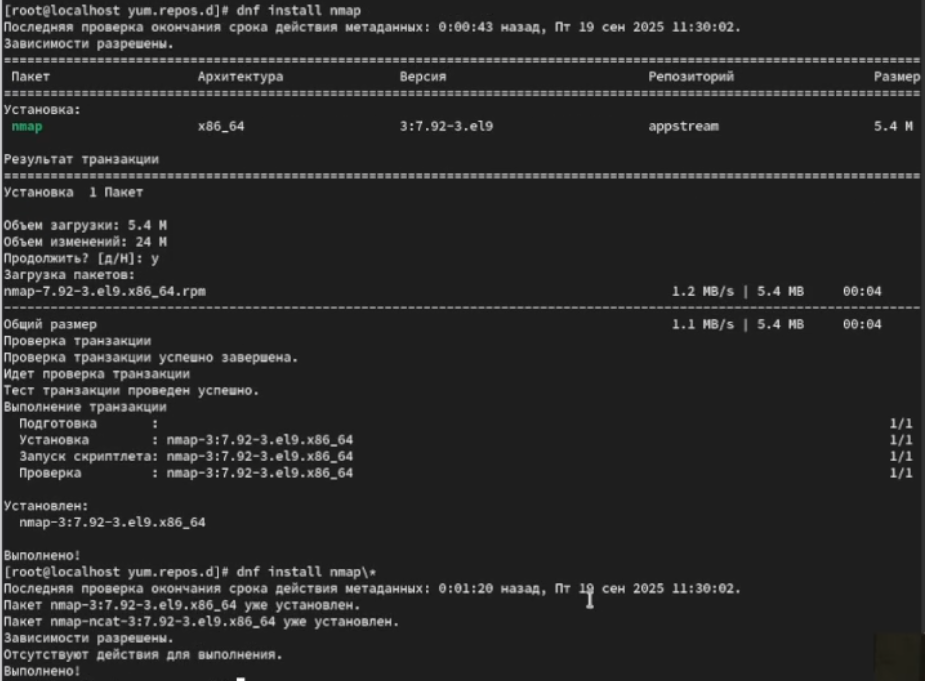 [root@localhost yum.repos.d]# dnf install nmap
Последняя проверка окончания срока действия метаданных: 0:00:43 назад, Пт 19 сен 2025 11:30:02.
Зависимости разрешены.
================================================================================
Пакет Архитектура Версия Репозиторий Размер
================================================================================
Установка:
nmap x86_64 3:7.92-3.el9 appstream 5.4 M
Результат транзакции
================================================================================
Установка 1 Пакет
Объем загрузки: 5.4 M
Объем изменений: 24 M
Продолжить? [д/Н]: y
Загрузка пакетов:
nmap-7.92-3.el9.x86_64.rpm 1.2 MB/s | 5.4 MB 00:04
--------------------------------------------------------------------------------
Общий размер 1.1 MB/s | 5.4 MB 00:04
Проверка транзакции
Проверка транзакции успешно завершена.
Идет проверка транзакции
Тест транзакции проведен успешно.
Выполнение транзакции
Подготовка : 1/1
Установка : nmap-3:7.92-3.el9.x86_64 1/1
Запуск скриптлета: nmap-3:7.92-3.el9.x86_64 1/1
Проверка : nmap-3:7.92-3.el9.x86_64 1/1
Установлен:
nmap-3:7.92-3.el9.x86_64
Выполнено!
[root@localhost yum.repos.d]# dnf install nmap\*
Последняя проверка окончания срока действия метаданных: 0:01:20 назад, Пт 19 сен 2025 11:30:02.
Пакет nmap-3:7.92-3.el9.x86_64 уже установлен.
Пакет nmap-ncat-3:7.92-3.el9.x86_64 уже установлен.
Зависимости разрешены.
Отсутствуют действия для выполнения.
Выполнено!